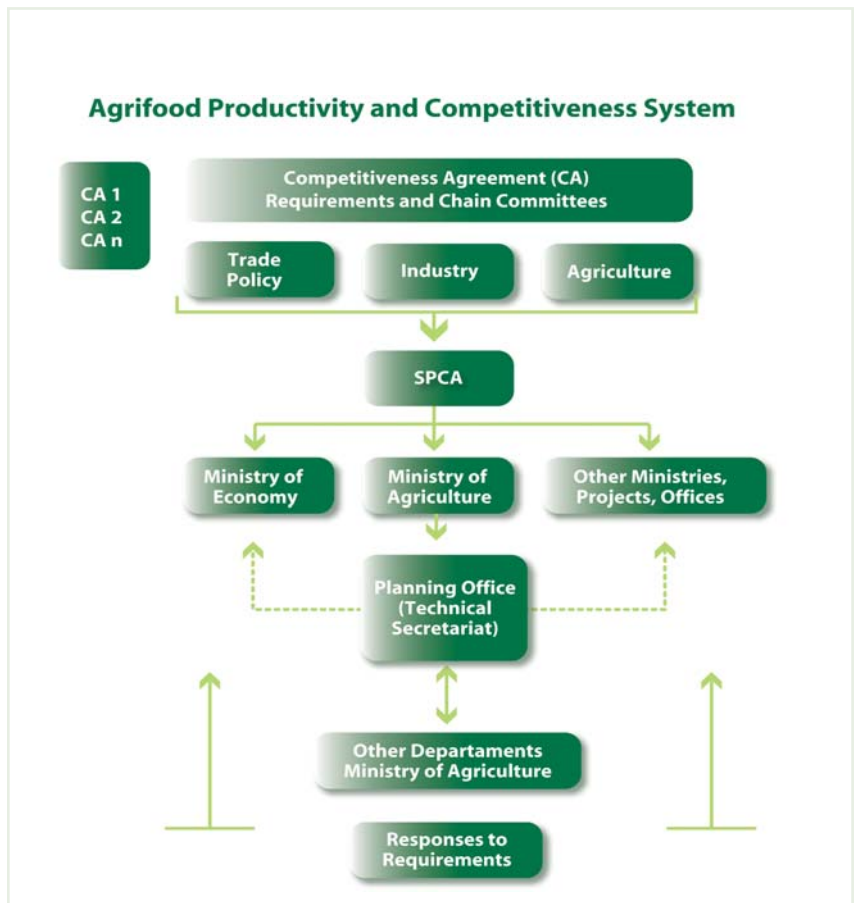 Agrifood Productivity and Competitiveness System
CA 1
CA 2
CA n
Competitiveness Agreement (CA)
Requirements and Chain Committees
Trade
Policy
Industry
Agriculture
SPCA
Ministry of
Economy
Ministry of
Agriculture
Other Ministries,
Projects, Offices
Planning Office
(Technical
Secretariat)
Other Departaments
Ministry of Agriculture
Responses to
Requirements